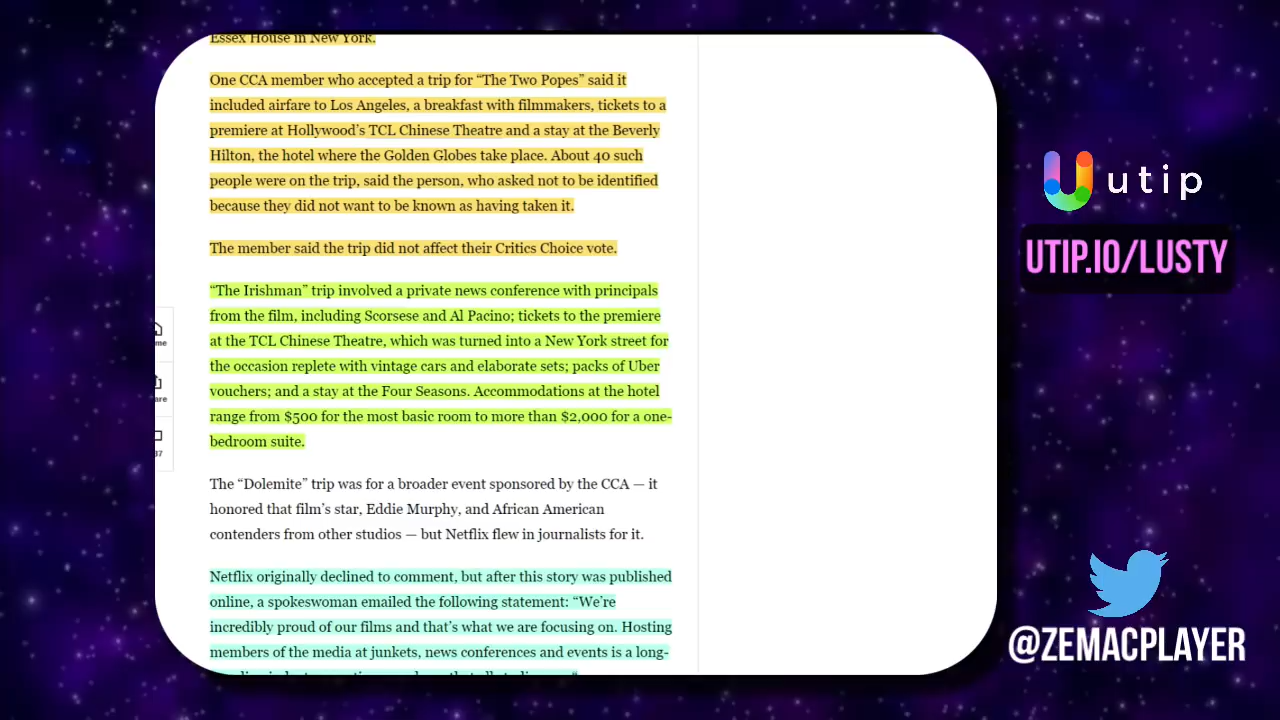 Essex House in New York.
One CCA member who accepted a trip for “The Two Popes” said it
included airfare to Los Angeles, a breakfast with filmmakers, tickets to a
premiere at Hollywood’s TCL Chinese Theatre and a stay at the Beverly
Hilton, the hotel where the Golden Globes take place. About 40 such
people were on the trip, said the person, who asked not to be identified
because they did not want to be known as having taken it.
The member said the trip did not affect their Critics Choice vote.
“The Irishman” trip involved a private news conference with principals
from the film, including Scorsese and Al Pacino; tickets to the premiere
at the TCL Chinese Theatre, which was turned into a New York street for
the occasion replete with vintage cars and elaborate sets; packs of Uber
vouchers; and a stay at the Four Seasons. Accommodations at the hotel
range from $500 for the most basic room to more than $2,000 for a one-
bedroom suite.
The “Dolemite” trip was for a broader event sponsored by the CCA — it
honored that film’s star, Eddie Murphy, and African American
contenders from other studios — but Netflix flew in journalists for it.
Netflix originally declined to comment, but after this story was published
online, a spokeswoman emailed the following statement: “We’re
incredibly proud of our films and that’s what we are focusing on. Hosting
members of the media at junkets, news conferences and events is a long-
me
are
37
utip
UTIP.IO/LUSTY
@ZEMACPLAYER